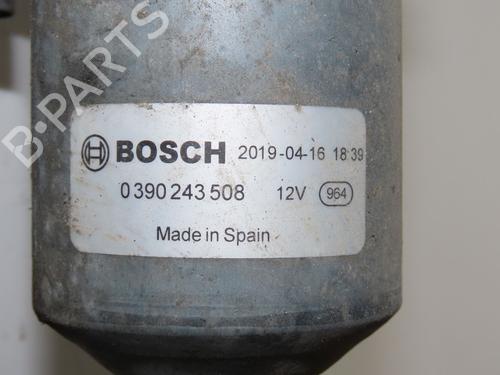 B-PARTS
BOSCH 2019-04-16 18:39
0 390 243 508 12V 964
Made in Spain